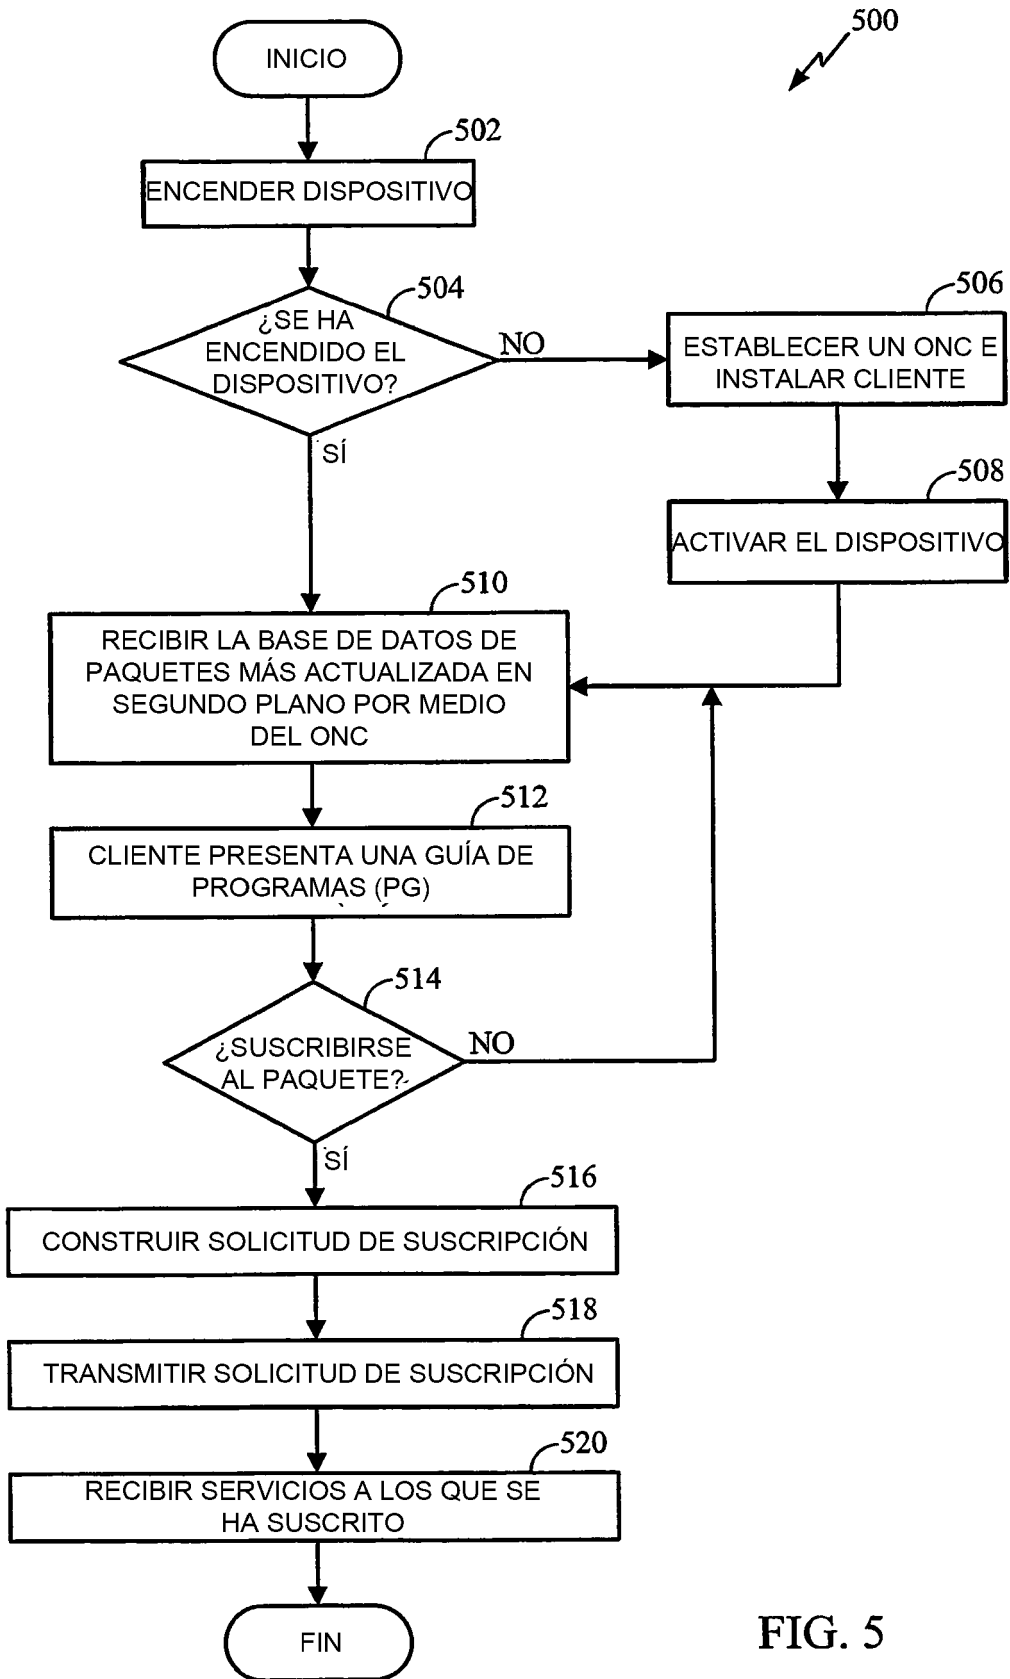 500
INICIO
502
ENCENDER DISPOSITIVO
504
¿SE HA
ENCENDIDO EL
DISPOSITIVO?
NO
SÍ
506
ESTABLECER UN ONC E
INSTALAR CLIENTE
508
ACTIVAR EL DISPOSITIVO
510
RECIBIR LA BASE DE DATOS DE
PAQUETES MÁS ACTUALIZADA EN
SEGUNDO PLANO POR MEDIO
DEL ONC
512
CLIENTE PRESENTA UNA GUÍA DE
PROGRAMAS (PG)
514
¿SUSCRIBIRSE
AL PAQUETE?
NO
SÍ
516
CONSTRUIR SOLICITUD DE SUSCRIPCIÓN
518
TRANSMITIR SOLICITUD DE SUSCRIPCIÓN
520
RECIBIR SERVICIOS A LOS QUE SE
HA SUSCRITO
FIN
FIG. 5